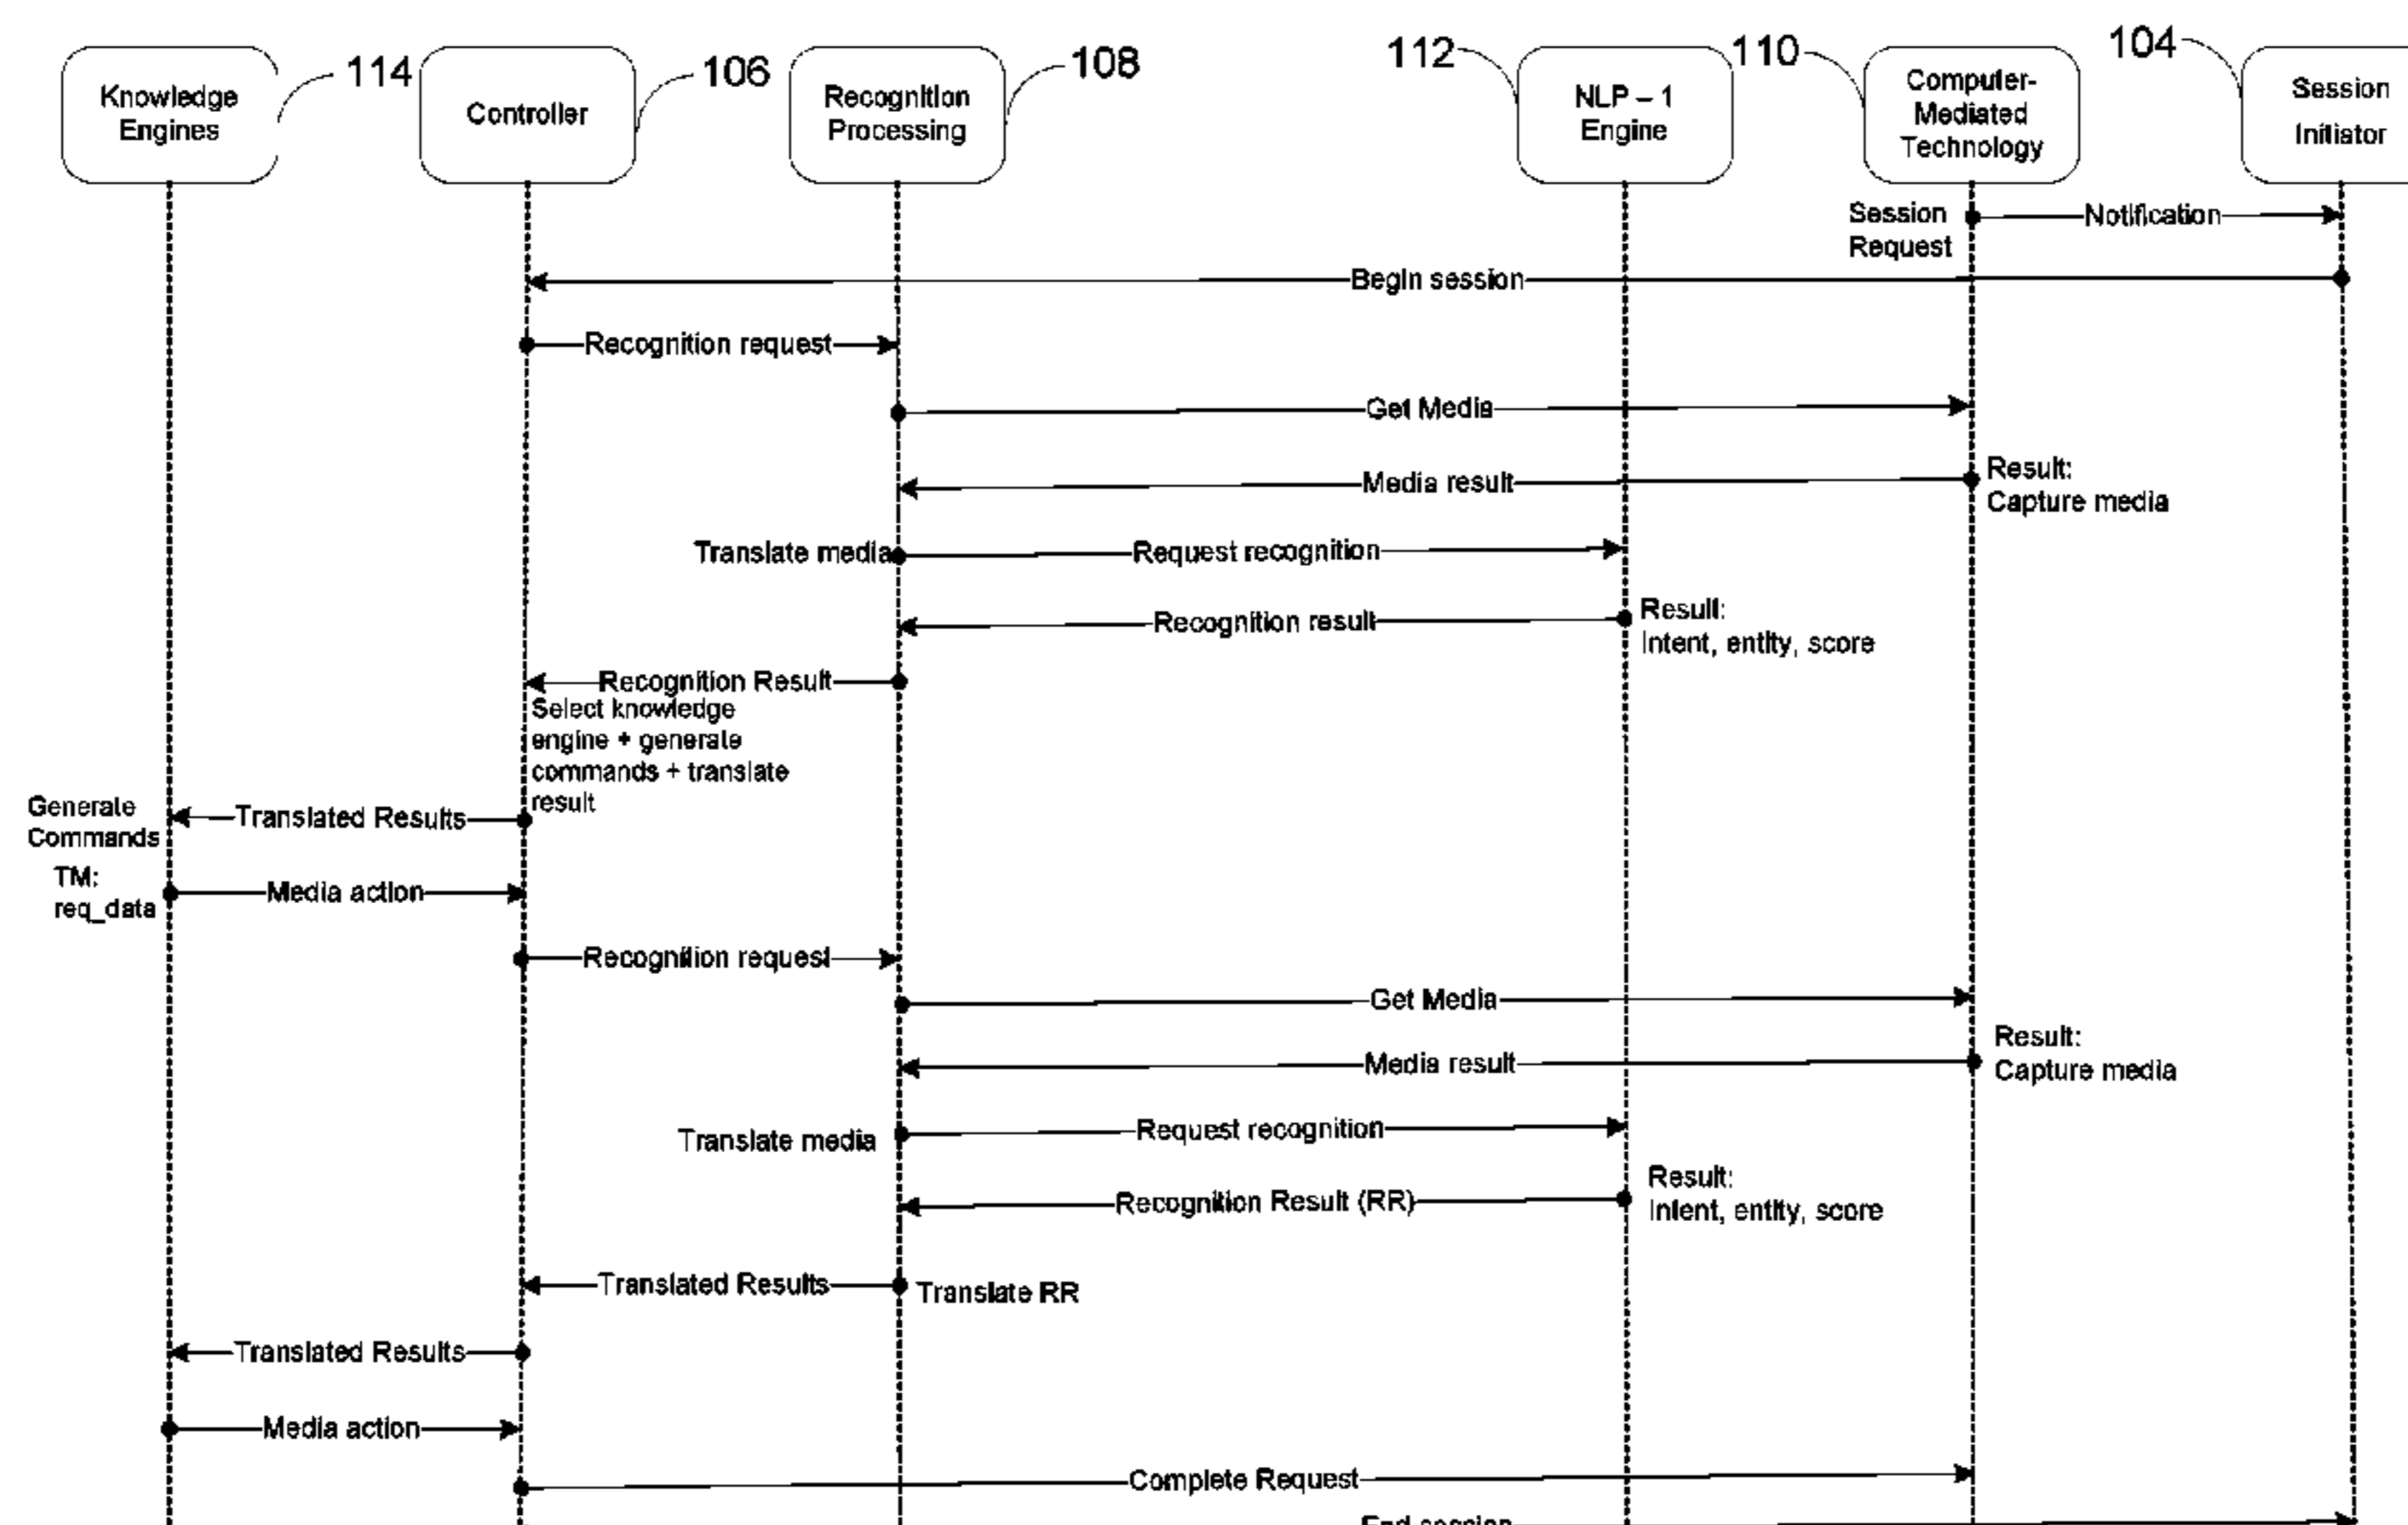 Knowledge
Engines
114
Controller
106
Recognition
Processing
108
112
NLP – 1
Engine
110
Computer-
Mediated
Technology
104
Session
Initiator
Session
Request
Notification
Begin session
Recognition request
Get Media
Media result
Result:
Capture media
Translate media
Request recognition
Recognition result
Result:
Intent, entity, score
Recognition Result
Select knowledge
engine + generate
commands + translate
result
Generate
Commands
Translated Results
TM:
req_data
Media action
Recognition request
Get Media
Media result
Result:
Capture media
Translate media
Request recognition
Recognition Result (RR)
Result:
Intent, entity, score
Translated Results
Translate RR
Translated Results
Media action
Complete Request
End session